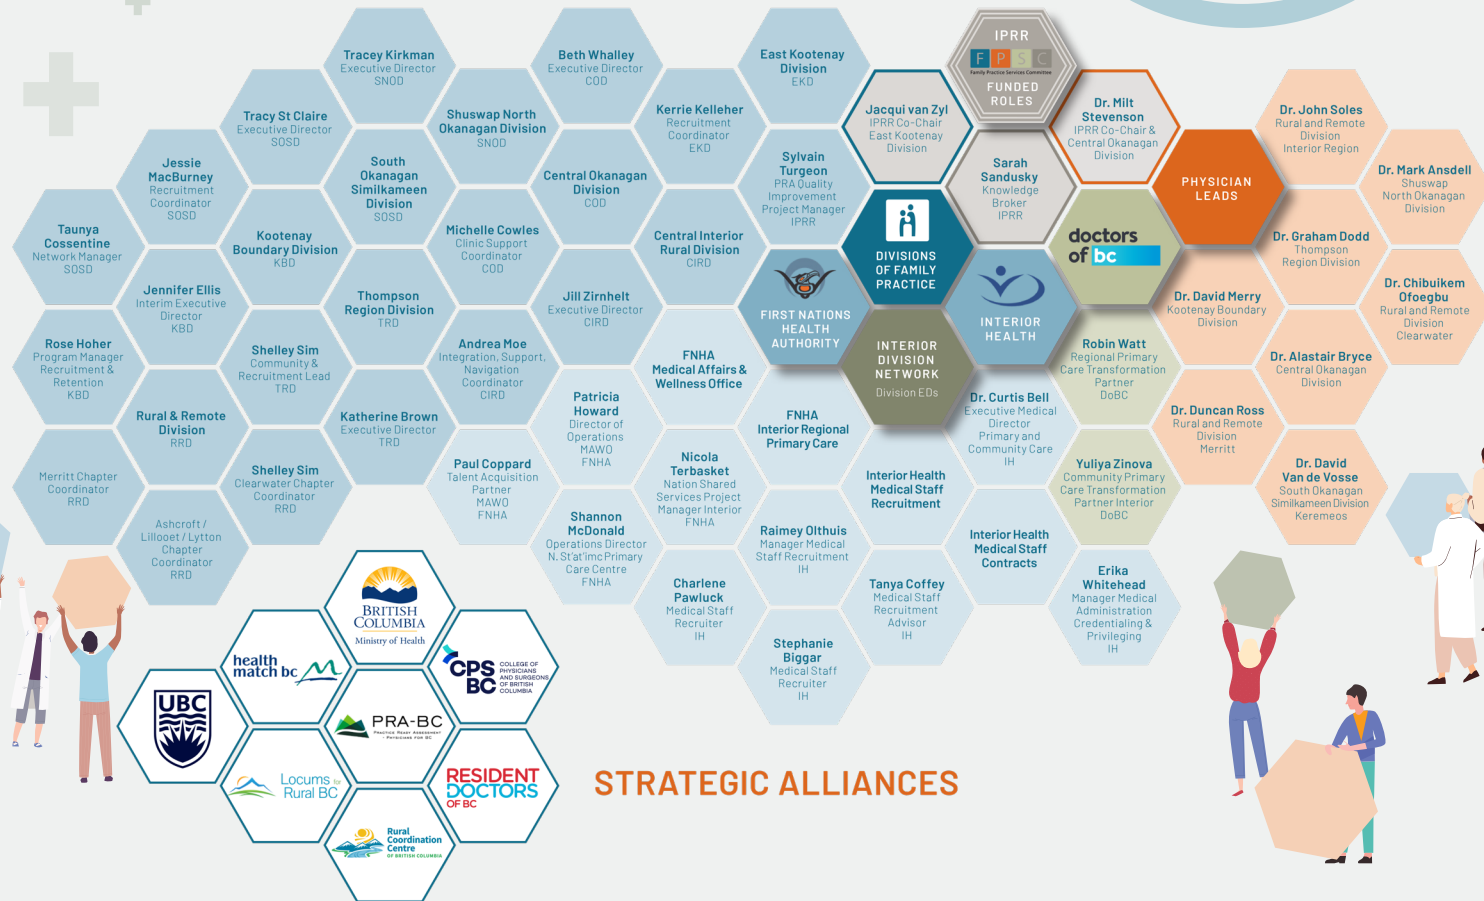 Tracey Kirkman
Executive Director
SNOD
Beth Whalley
Executive Director
COD
East Kootenay
Division
EKD
IPRR
F P S C
Family Practice Services Committee
FUNDED
ROLES
Tracy St Claire
Executive Director
SOSD
Shuswap North
Okanagan Division
SNOD
Kerrie Kelleher
Recruitment
Coordinator
EKD
Jacqui van Zyl
IPRR Co-Chair
East Kootenay
Division
Dr. Milt
Stevenson
IPRR Co-Chair &
Central Okanagan
Division
Dr. John Soles
Rural and Remote
Division
Interior Region
Jessie
MacBurney
Recruitment
Coordinator
SOSD
South
Okanagan
Similkameen
Division
SOSD
Central Okanagan
Division
COD
Sylvain
Turgeon
PRA Quality
Improvement
Project Manager
IPRR
Sarah
Sandusky
Knowledge
Broker
IPRR
PHYSICIAN
LEADS
Dr. Mark Ansdell
Shuswap
North Okanagan
Division
Taunya
Cossentine
Network Manager
SOSD
Kootenay
Boundary Division
KBD
Michelle Cowles
Clinic Support
Coordinator
COD
Central Interior
Rural Division
CIRD
DIVISIONS
OF FAMILY
PRACTICE
doctors
of bc
Dr. Graham Dodd
Thompson
Region Division
Jennifer Ellis
Interim Executive
Director
KBD
Thompson
Region Division
TRD
Jill Zirnhelt
Executive Director
CIRD
FIRST NATIONS
HEALTH
AUTHORITY
INTERIOR
HEALTH
Dr. David Merry
Kootenay Boundary
Division
Dr. Chibuikem
Ofoegbu
Rural and Remote
Division
Clearwater
Rose Hoher
Program Manager
Recruitment &
Retention
KBD
Shelley Sim
Community &
Recruitment Lead
TRD
Andrea Moe
Integration, Support,
Navigation
Coordinator
CIRD
FNHA
Medical Affairs &
Wellness Office
INTERIOR
DIVISION
NETWORK
Division EDs
Robin Watt
Regional Primary
Care Transformation
Partner
DoBC
Dr. Alastair Bryce
Central Okanagan
Division
Rural & Remote
Division
RRD
Katherine Brown
Executive Director
TRD
Patricia
Howard
Director of
Operations
MAWO
FNHA
FNHA
Interior Regional
Primary Care
Dr. Curtis Bell
Executive Medical
Director
Primary and
Community Care
IH
Dr. Duncan Ross
Rural and Remote
Division
Merritt
Merritt Chapter
Coordinator
RRD
Shelley Sim
Clearwater Chapter
Coordinator
RRD
Paul Coppard
Talent Acquisition
Partner
MAWO
FNHA
Nicola
Terbasket
Nation Shared
Services Project
Manager Interior
FNHA
Interior Health
Medical Staff
Recruitment
Yuliya Zinova
Community Primary
Care Transformation
Partner Interior
DoBC
Dr. David
Van de Vosse
South Okanagan
Similkameen Division
Keremeos
Ashcroft /
Lillooet / Lytton
Chapter
Coordinator
RRD
Shannon
McDonald
Operations Director
N. St'at'imc Primary
Care Centre
FNHA
Raimey Olthuis
Manager Medical
Staff Recruitment
IH
Interior Health
Medical Staff
Contracts
Charlene
Pawluck
Medical Staff
Recruiter
IH
Tanya Coffey
Medical Staff
Recruitment
Advisor
IH
Erika
Whitehead
Manager Medical
Administration
Credentialing &
Privileging
IH
Stephanie
Biggar
Medical Staff
Recruiter
IH
BRITISH
COLUMBIA
Ministry of Health
health
match bc
CPS
BC
COLLEGE OF
PHYSICIANS
AND SURGEONS
OF BRITISH
COLUMBIA
UBC
PRA-BC
Practice Ready Assessment
- Physicians for BC
Locums for
Rural BC
RESIDENT
DOCTORS
OF BC
Rural
Coordination
Centre
OF BRITISH COLUMBIA
STRATEGIC ALLIANCES